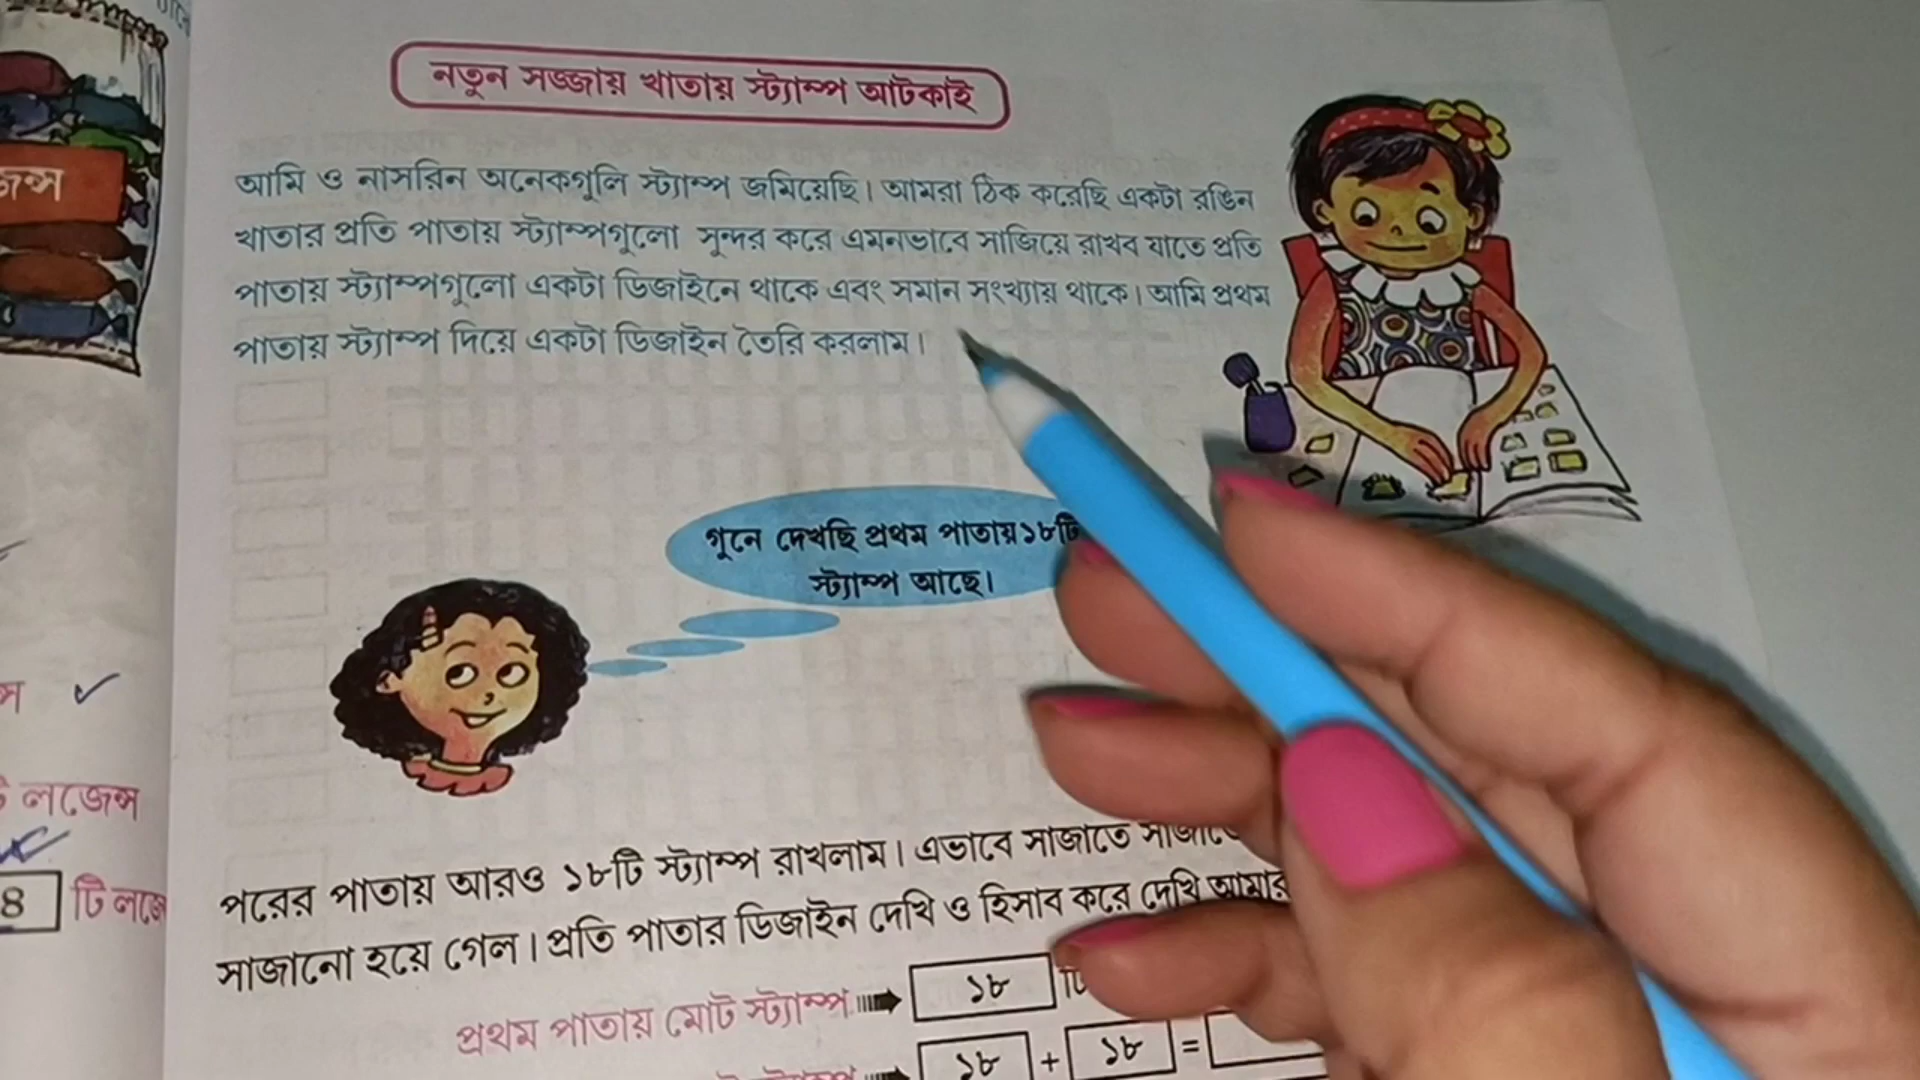 নতুন সজ্জায় খাতায় স্ট্যাম্প আটকাই
আমি ও নাসরিন অনেকগুলি স্ট্যাম্প জমিয়েছি। আমরা ঠিক করেছি একটা রঙিন
খাতার প্রতি পাতায় স্ট্যাম্পগুলো সুন্দর করে এমনভাবে সাজিয়ে রাখব যাতে প্রতি
পাতায় স্ট্যাম্পগুলো একটা ডিজাইনে থাকে এবং সমান সংখ্যায় থাকে। আমি প্রথম
পাতায় স্ট্যাম্প দিয়ে একটা ডিজাইন তৈরি করলাম।
গুনে দেখছি প্রথম পাতায় ১৮টি
স্ট্যাম্প আছে।
পরের পাতায় আরও ১৮টি স্ট্যাম্প রাখলাম। এভাবে সাজাতে সাজাতে
সাজানো হয়ে গেল। প্রতি পাতার ডিজাইন দেখি ও হিসাব করে দেখি আমার
প্রথম পাতায় মোট স্ট্যাম্প ১৮ টি
১৮ + ১৮ =
লজেন্স
8 টি লজে